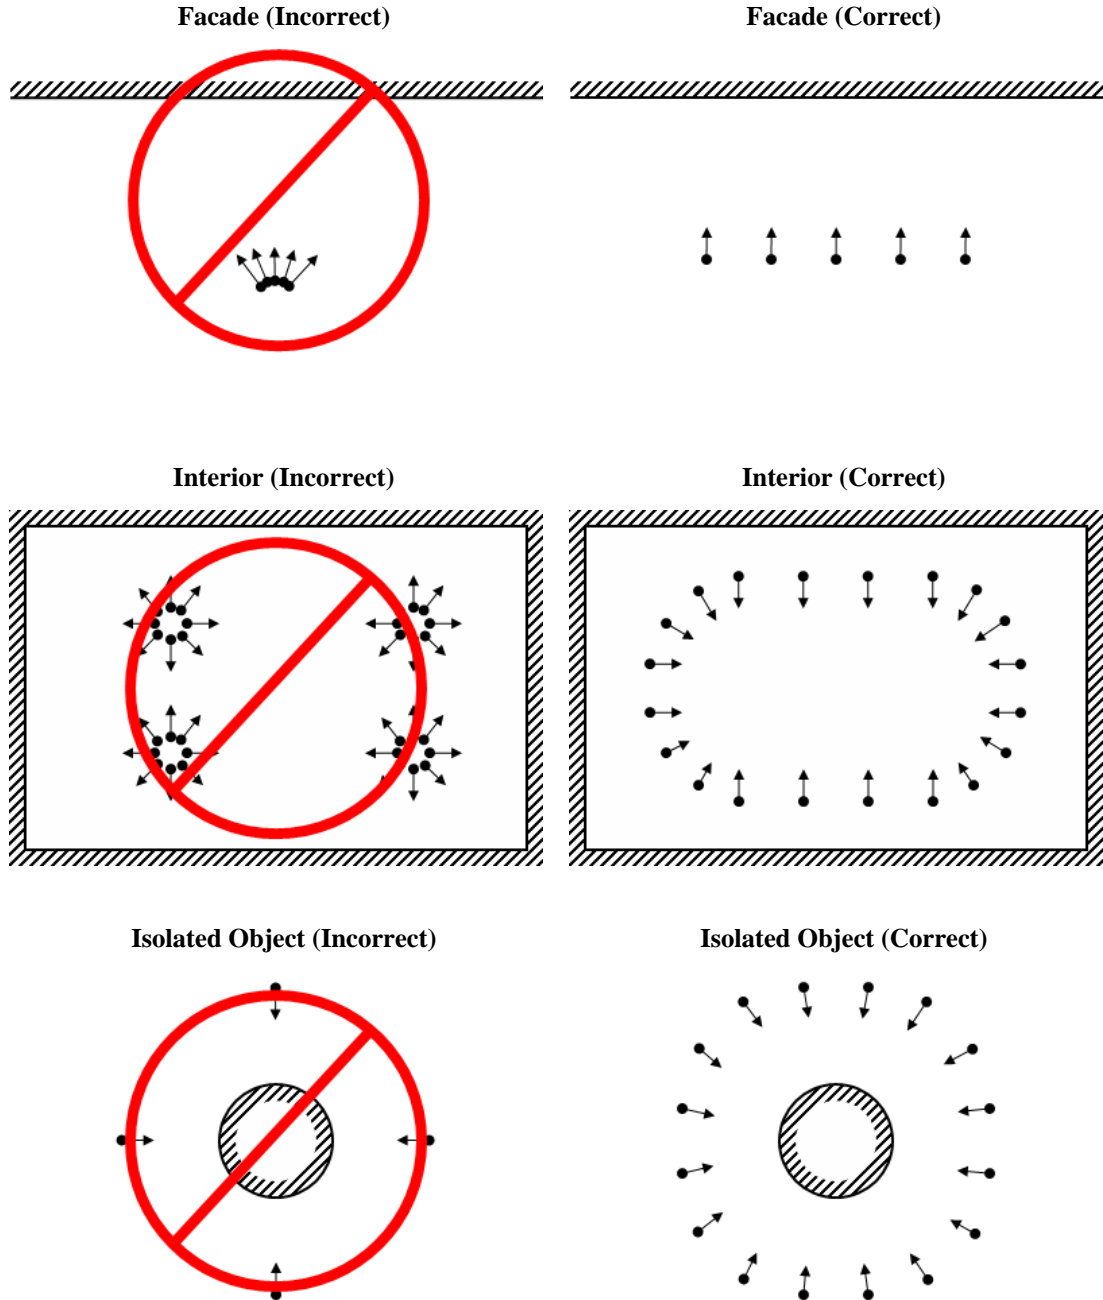 Facade (Incorrect)
Facade (Correct)
Interior (Incorrect)
Interior (Correct)
Isolated Object (Incorrect)
Isolated Object (Correct)